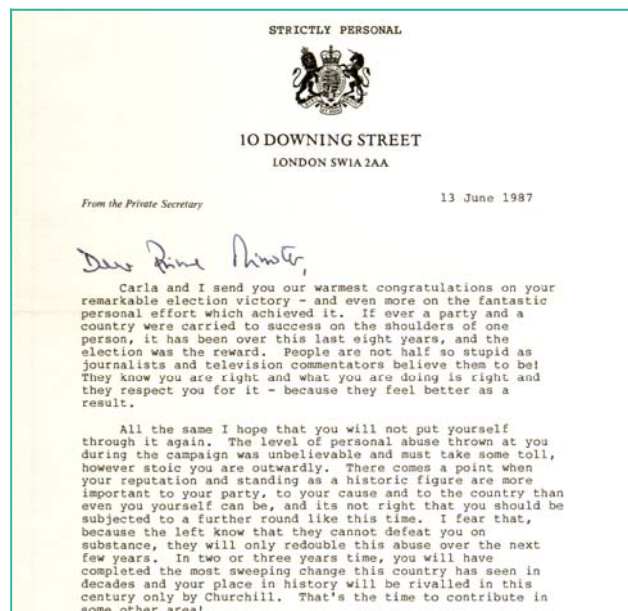 STRICTLY PERSONAL
10 DOWNING STREET
LONDON SW1A 2AA
From the Private Secretary
13 June 1987
Dear Prime Minister,
Carla and I send you our warmest congratulations on your
remarkable election victory - and even more on the fantastic
personal effort which achieved it. If ever a party and a
country were carried to success on the shoulders of one
person, it has been over this last eight years, and the
election was the reward. People are not half so stupid as
journalists and television commentators believe them to be!
They know you are right and what you are doing is right and
they respect you for it - because they feel better as a
result.
All the same I hope that you will not put yourself
through it again. The level of personal abuse thrown at you
during the campaign was unbelievable and must take some toll,
however stoic you are outwardly. There comes a point when
your reputation and standing as a historic figure are more
important to your party, to your cause and to the country than
even you yourself can be, and its not right that you should be
subjected to a further round like this time. I fear that,
because the left know that they cannot defeat you on
substance, they will only redouble this abuse over the next
few years. In two or three years time, you will have
completed the most sweeping change this country has seen in
decades and your place in history will be rivalled in this
century only by Churchill. That's the time to contribute in
some other area!